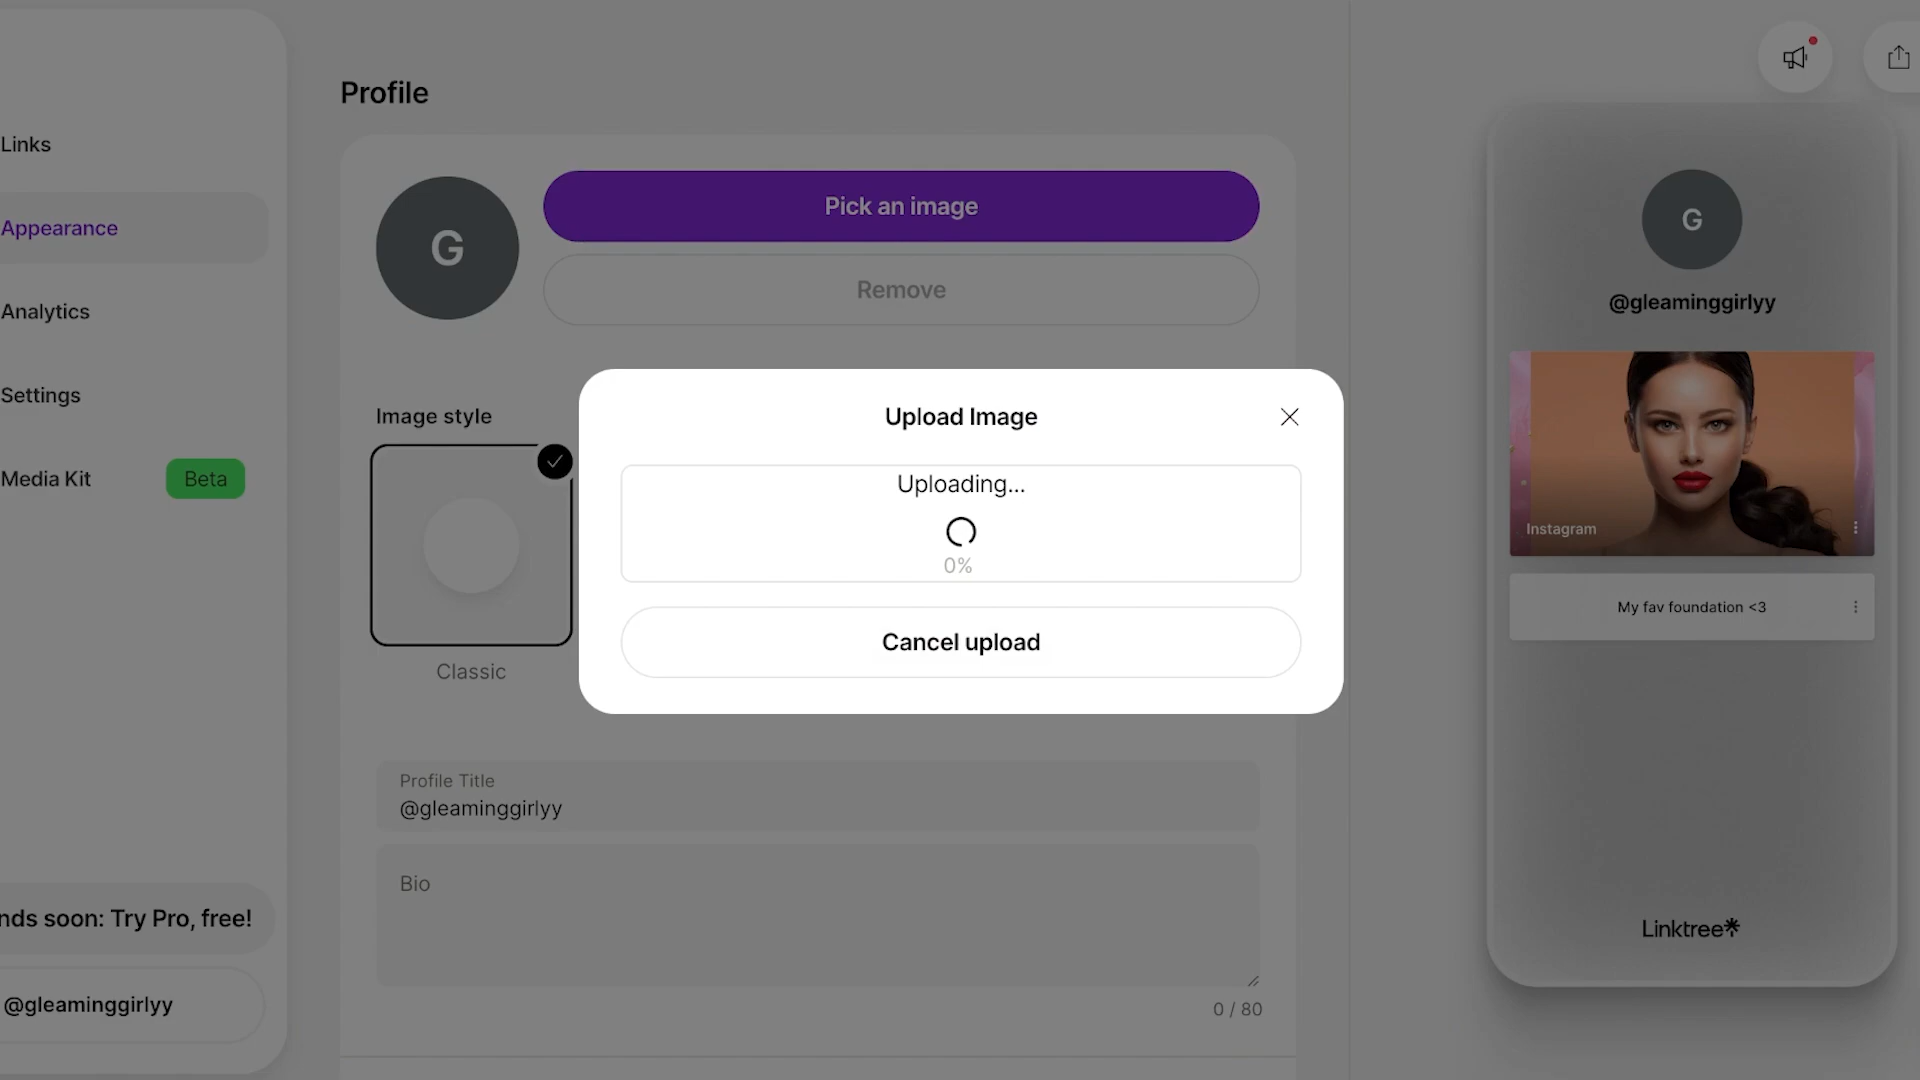 Links
Appearance
Analytics
Settings
Media Kit
Beta
nds soon: Try Pro, free!
@gleaminggirlyy
Profile
G
Pick an image
Remove
Image style
Classic
Upload Image
Uploading...
0%
Cancel upload
Profile Title
@gleaminggirlyy
Bio
0 / 80
G
@gleaminggirlyy
Instagram
My fav foundation <3
Linktree